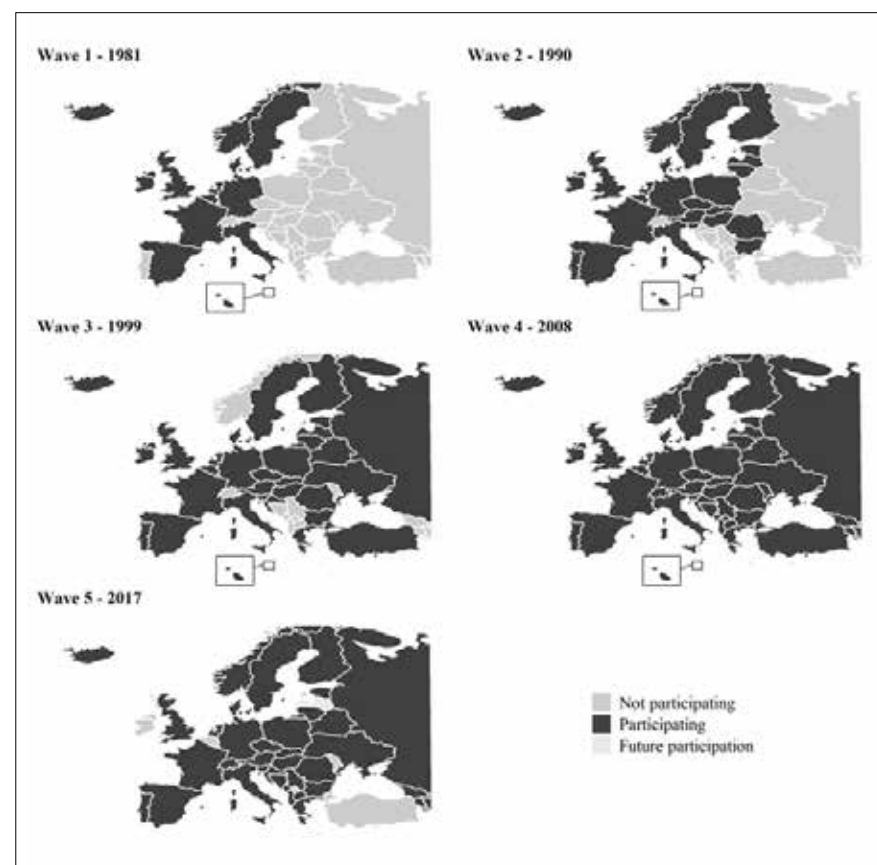 Wave 1 - 1981
Wave 2 - 1990
Wave 3 - 1999
Wave 4 - 2008
Wave 5 - 2017
Not participating
Participating
Future participation